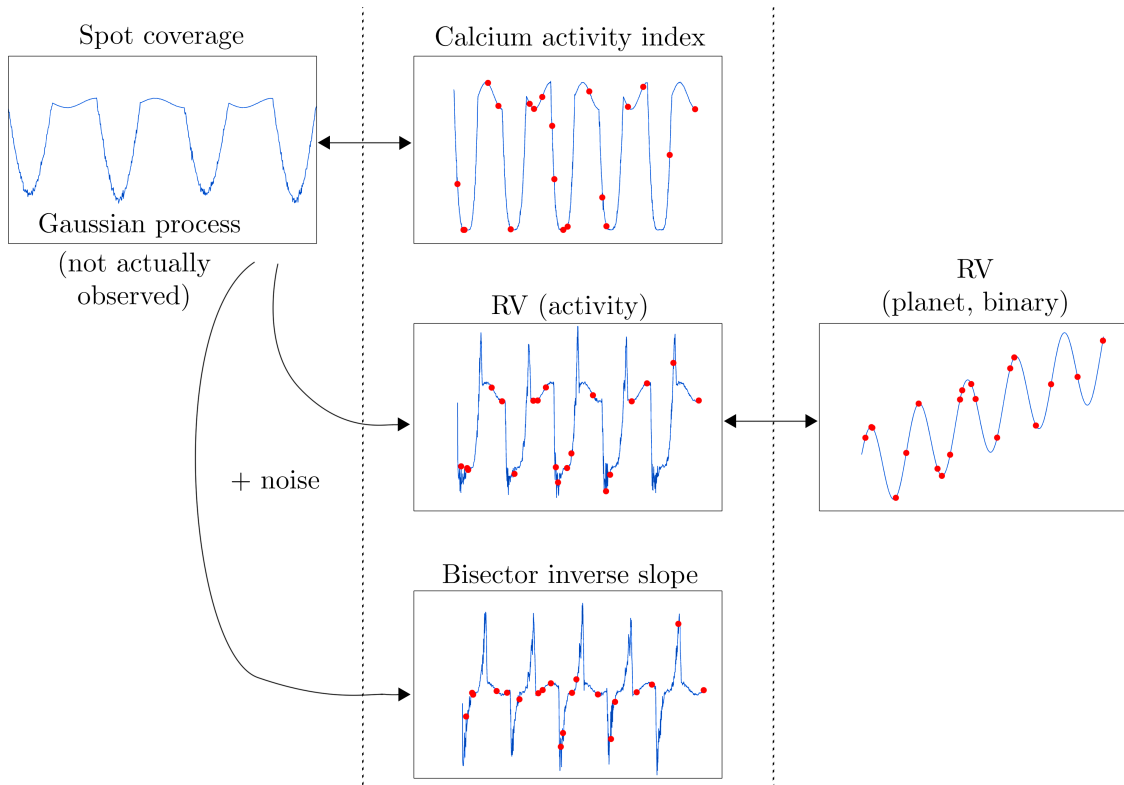 Spot coverage
Calcium activity index
Gaussian process
(not actually
observed)
RV (activity)
RV
(planet, binary)
+ noise
Bisector inverse slope